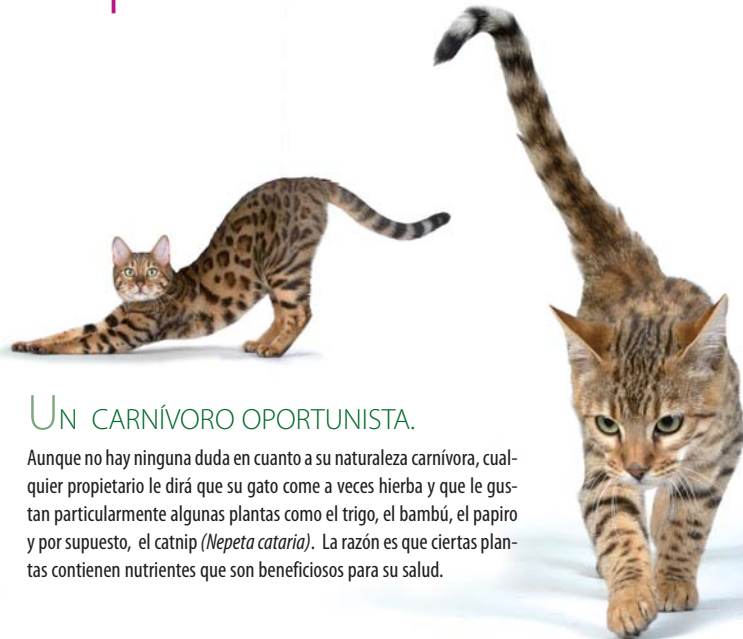 UN CARNÍVORO OPORTUNISTA.
Aunque no hay ninguna duda en cuanto a su naturaleza carnívora, cual-
quier propietario le dirá que su gato come a veces hierba y que le gus-
tan particularmente algunas plantas como el trigo, el bambú, el papiro
y por supuesto, el catnip (Nepeta cataria). La razón es que ciertas plan-
tas contienen nutrientes que son beneficiosos para su salud.